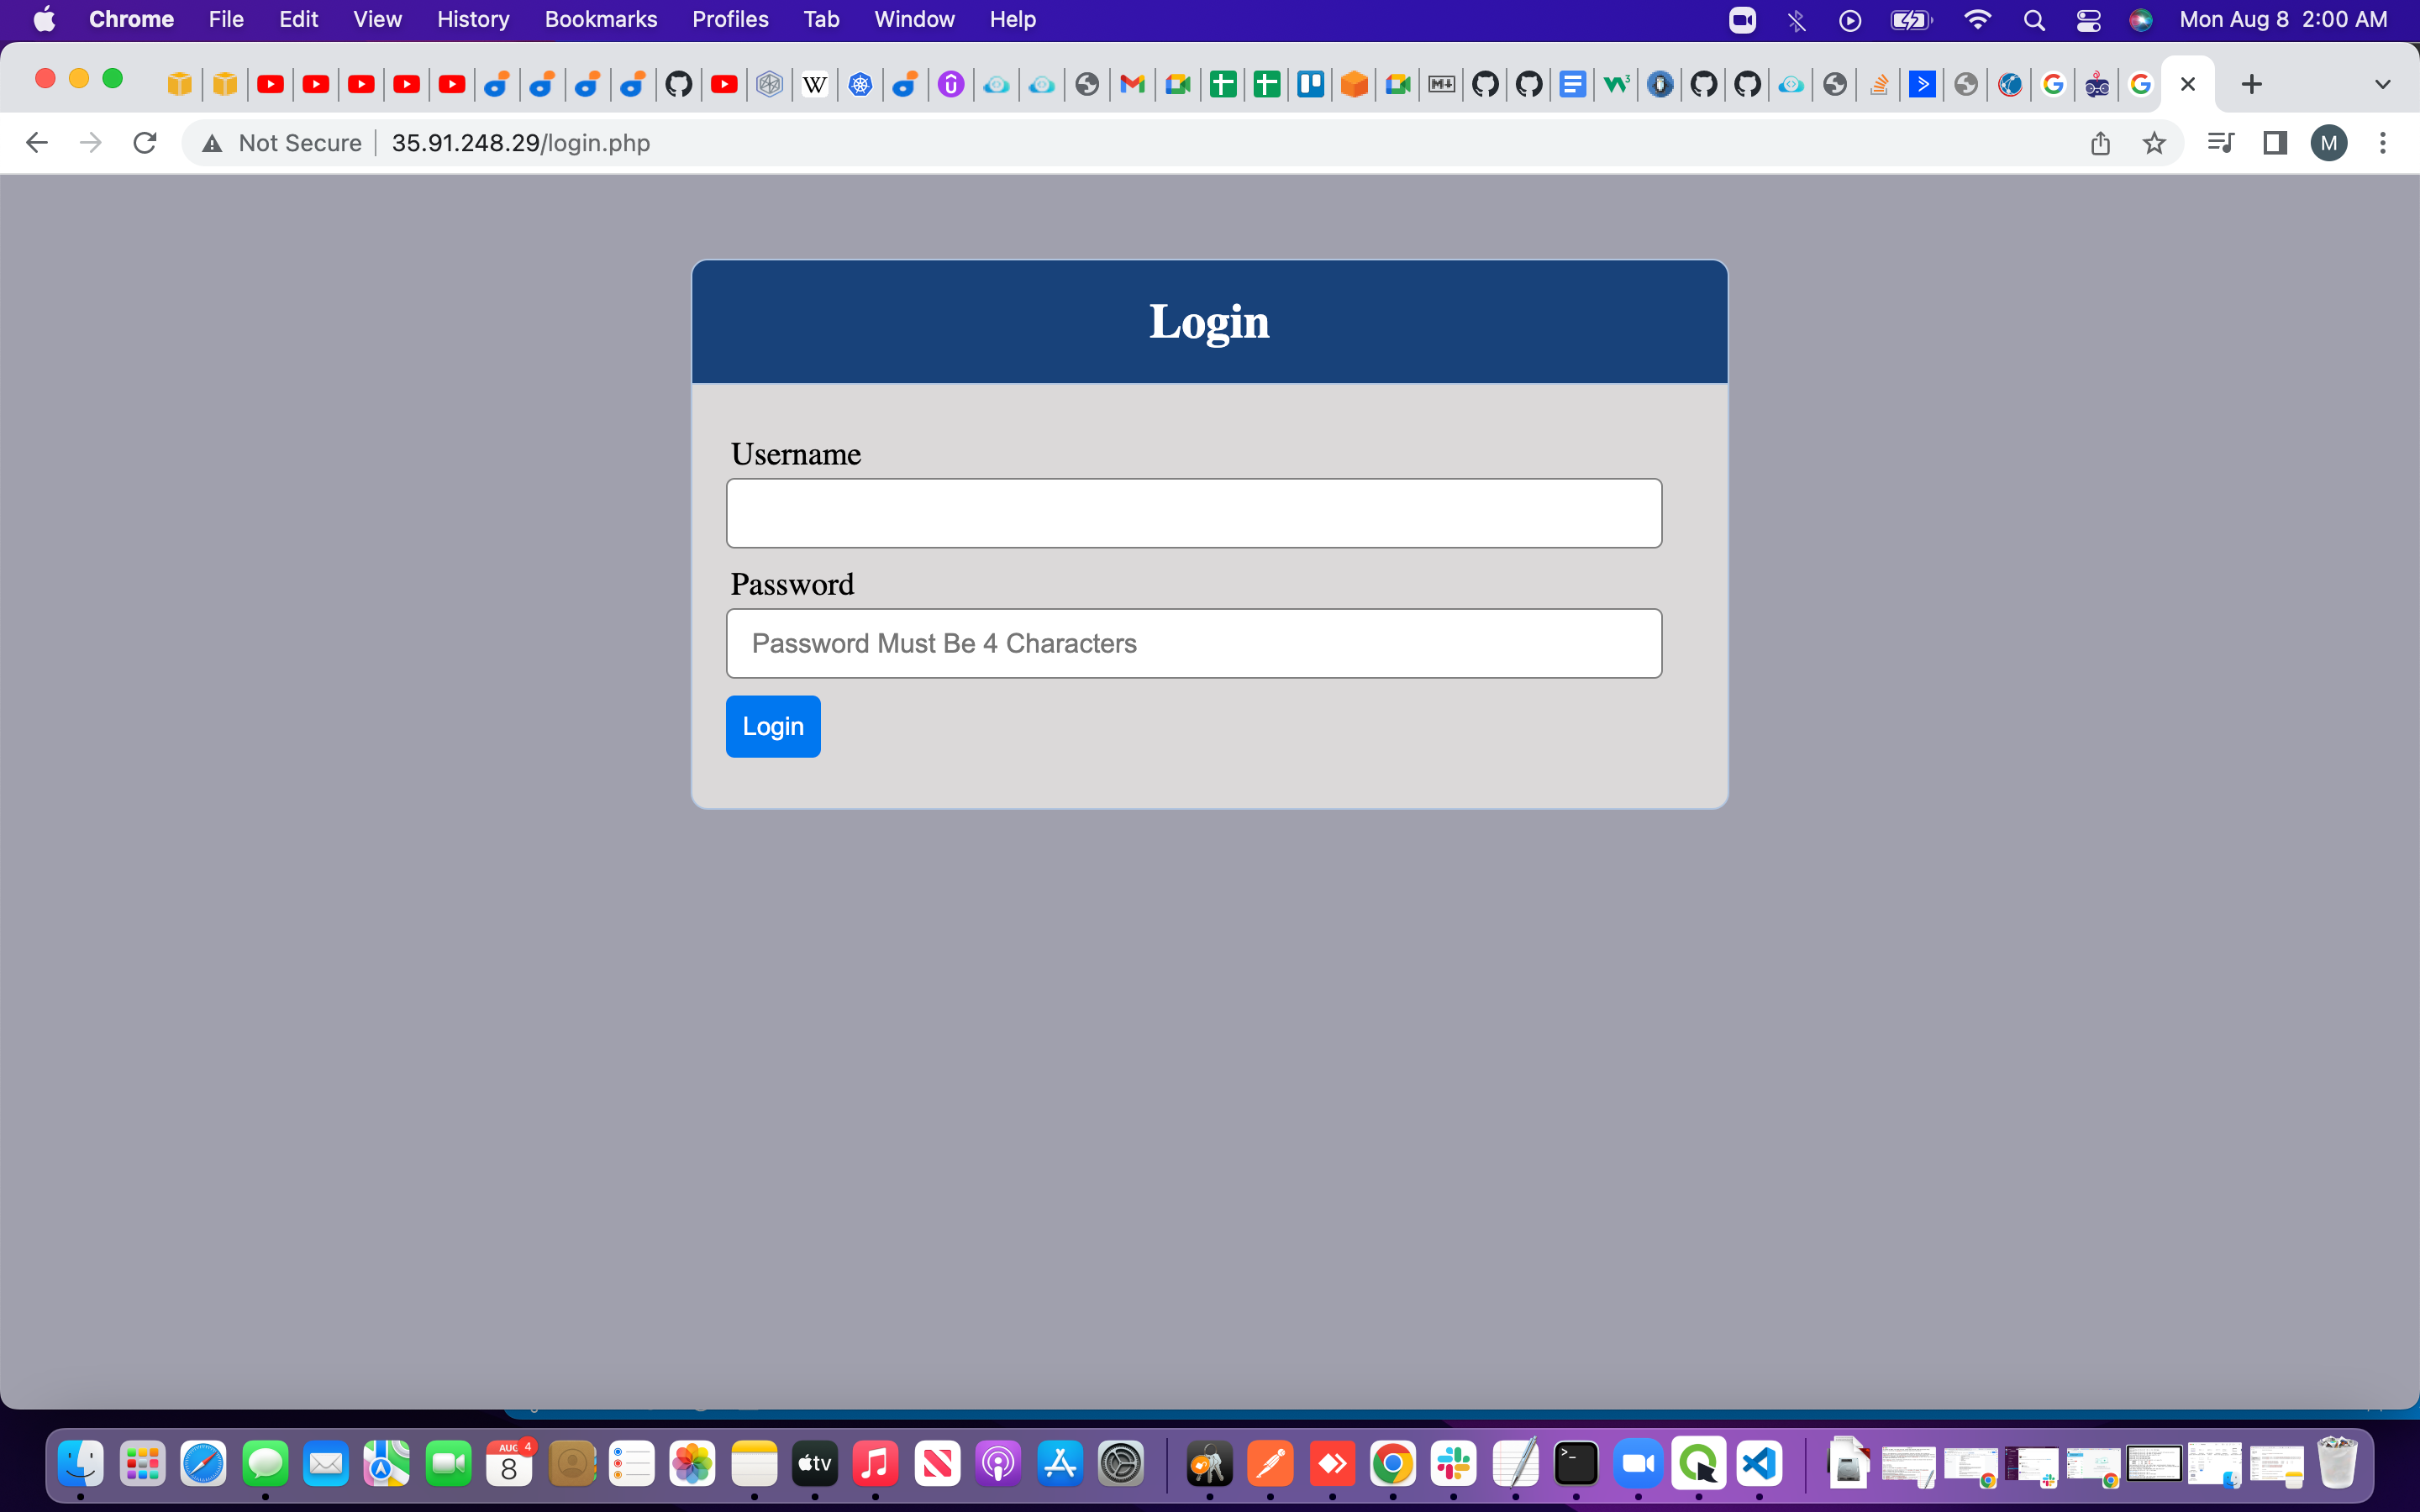 Chrome File Edit View History Bookmarks Profiles Tab Window Help Mon Aug 8 2:00 AM
W M W3
Not Secure 35.91.248.29/login.php M
Login
Username
Password
Password Must Be 4 Characters
Login
AUG 4
8
tv